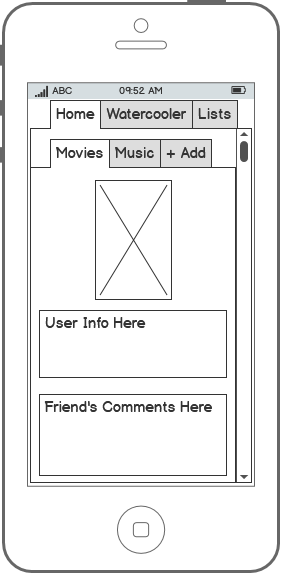 ABC 09:52 AM
Home Watercooler Lists
Movies Music + Add
User Info Here
Friend's Comments Here